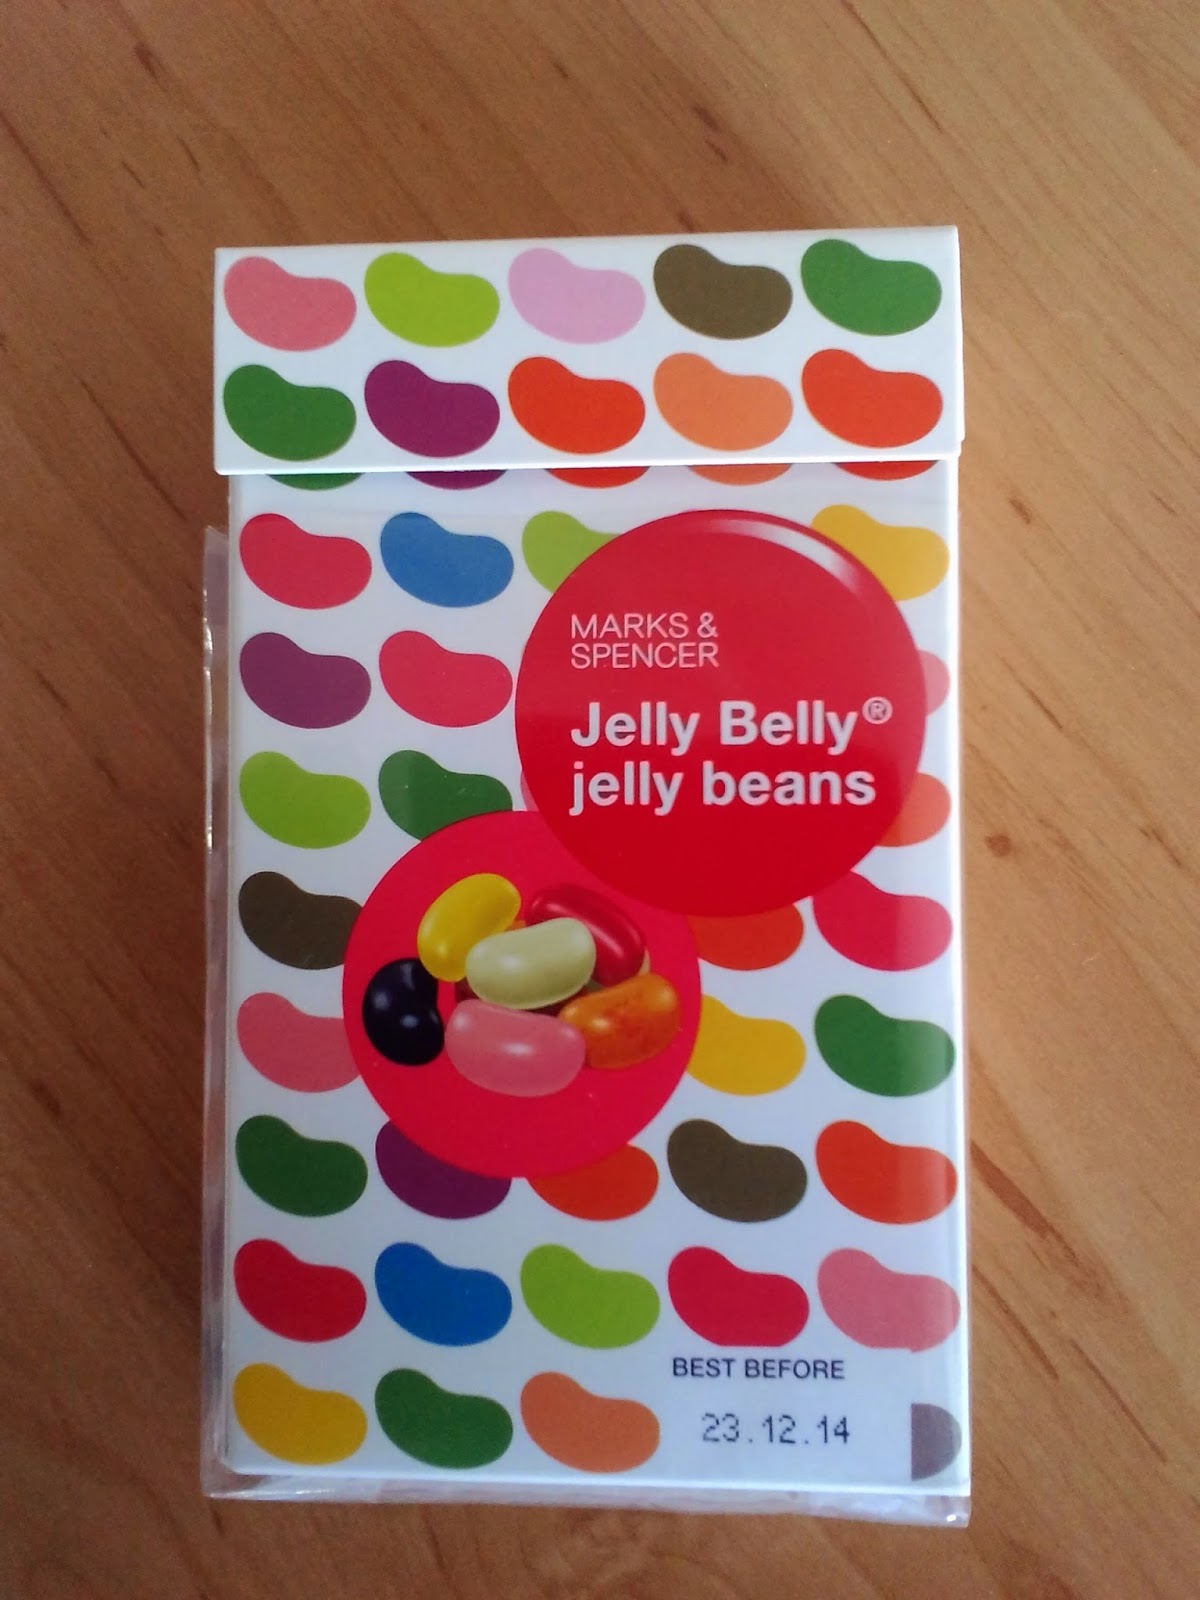 MARKS &
SPENCER
Jelly Belly®
jelly beans
BEST BEFORE
23.12.14